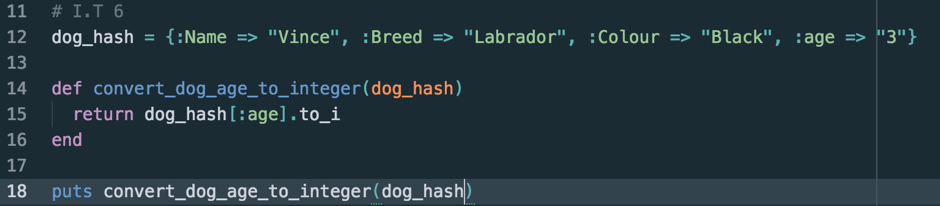 11 # I.T 6
12 dog_hash = {:Name => "Vince", :Breed => "Labrador", :Colour => "Black", :age => "3"}
13
14 def convert_dog_age_to_integer(dog_hash)
15   return dog_hash[:age].to_i
16 end
17
18 puts convert_dog_age_to_integer(dog_hash)